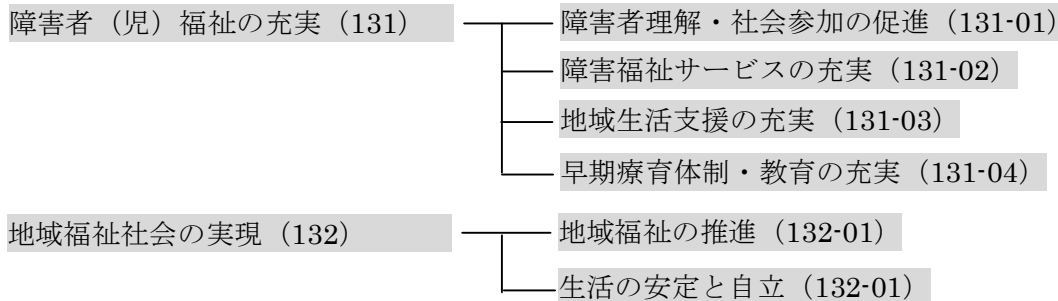 障害者（児）福祉の充実（131） 障害者理解・社会参加の促進（131-01）
障害福祉サービスの充実（131-02）
地域生活支援の充実（131-03）
早期療育体制・教育の充実（131-04）
地域福祉社会の実現（132） 地域福祉の推進（132-01）
生活の安定と自立（132-01）